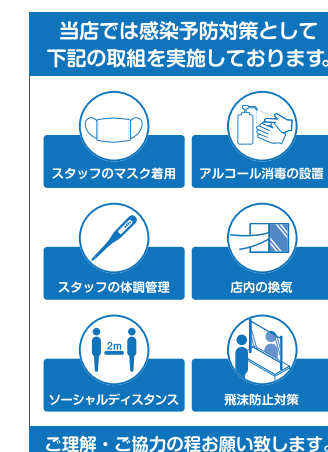 当店では感染予防対策として
下記の取組を実施しております。
スタッフのマスク着用
アルコール消毒の設置
スタッフの体調管理
店内の換気
2m
ソーシャルディスタンス
飛沫防止対策
ご理解・ご協力の程お願い致します。